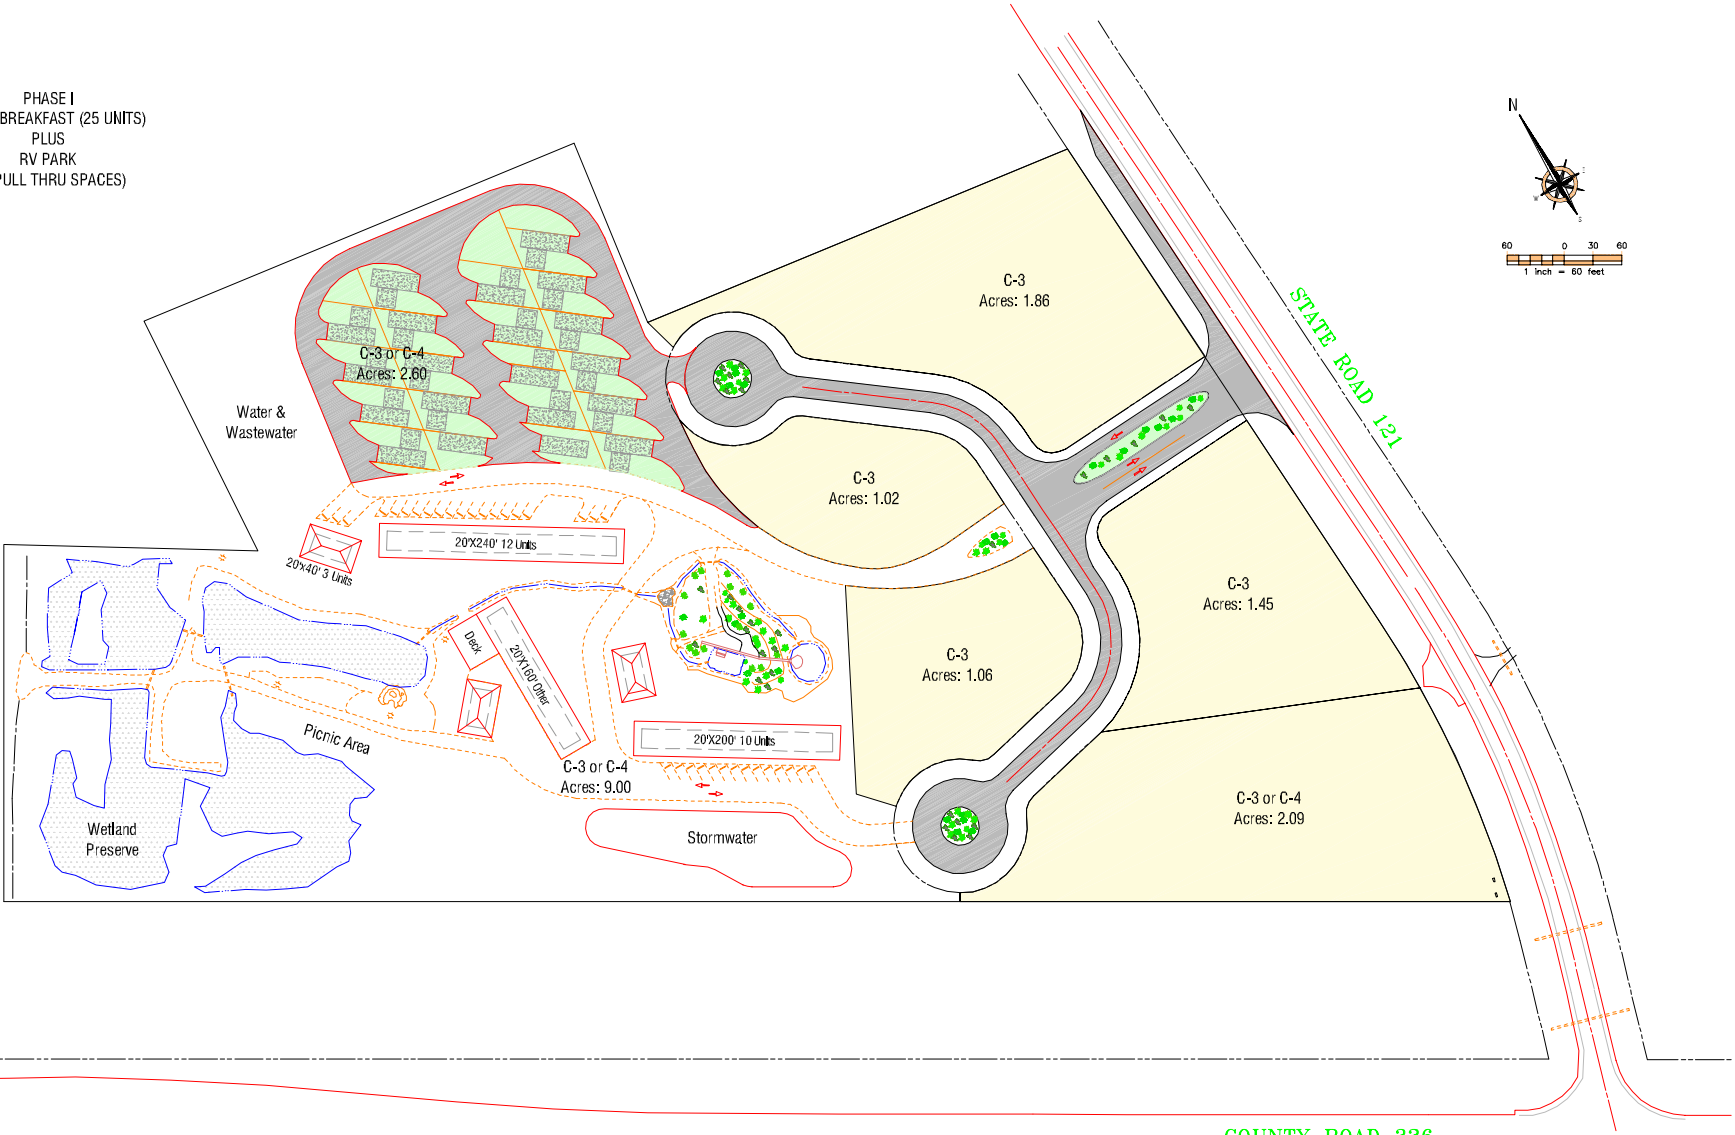 PHASE I
BREAKFAST (25 UNITS)
PLUS
RV PARK
PULL THRU SPACES)
N
S
60 0 30 60
1 inch = 60 feet
STATE ROAD 121
C-3
Acres: 1.86
C-3 or C-4
Acres: 2.60
Water &
Wastewater
C-3
Acres: 1.02
20'X240' 12 Units
20'x40' 3 Units
C-3
Acres: 1.45
Deck
20'X160' Other
C-3
Acres: 1.06
Picnic Area
20'X200' 10 Units
C-3 or C-4
Acres: 9.00
C-3 or C-4
Acres: 2.09
Wetland
Preserve
Stormwater
COUNTY ROAD 336